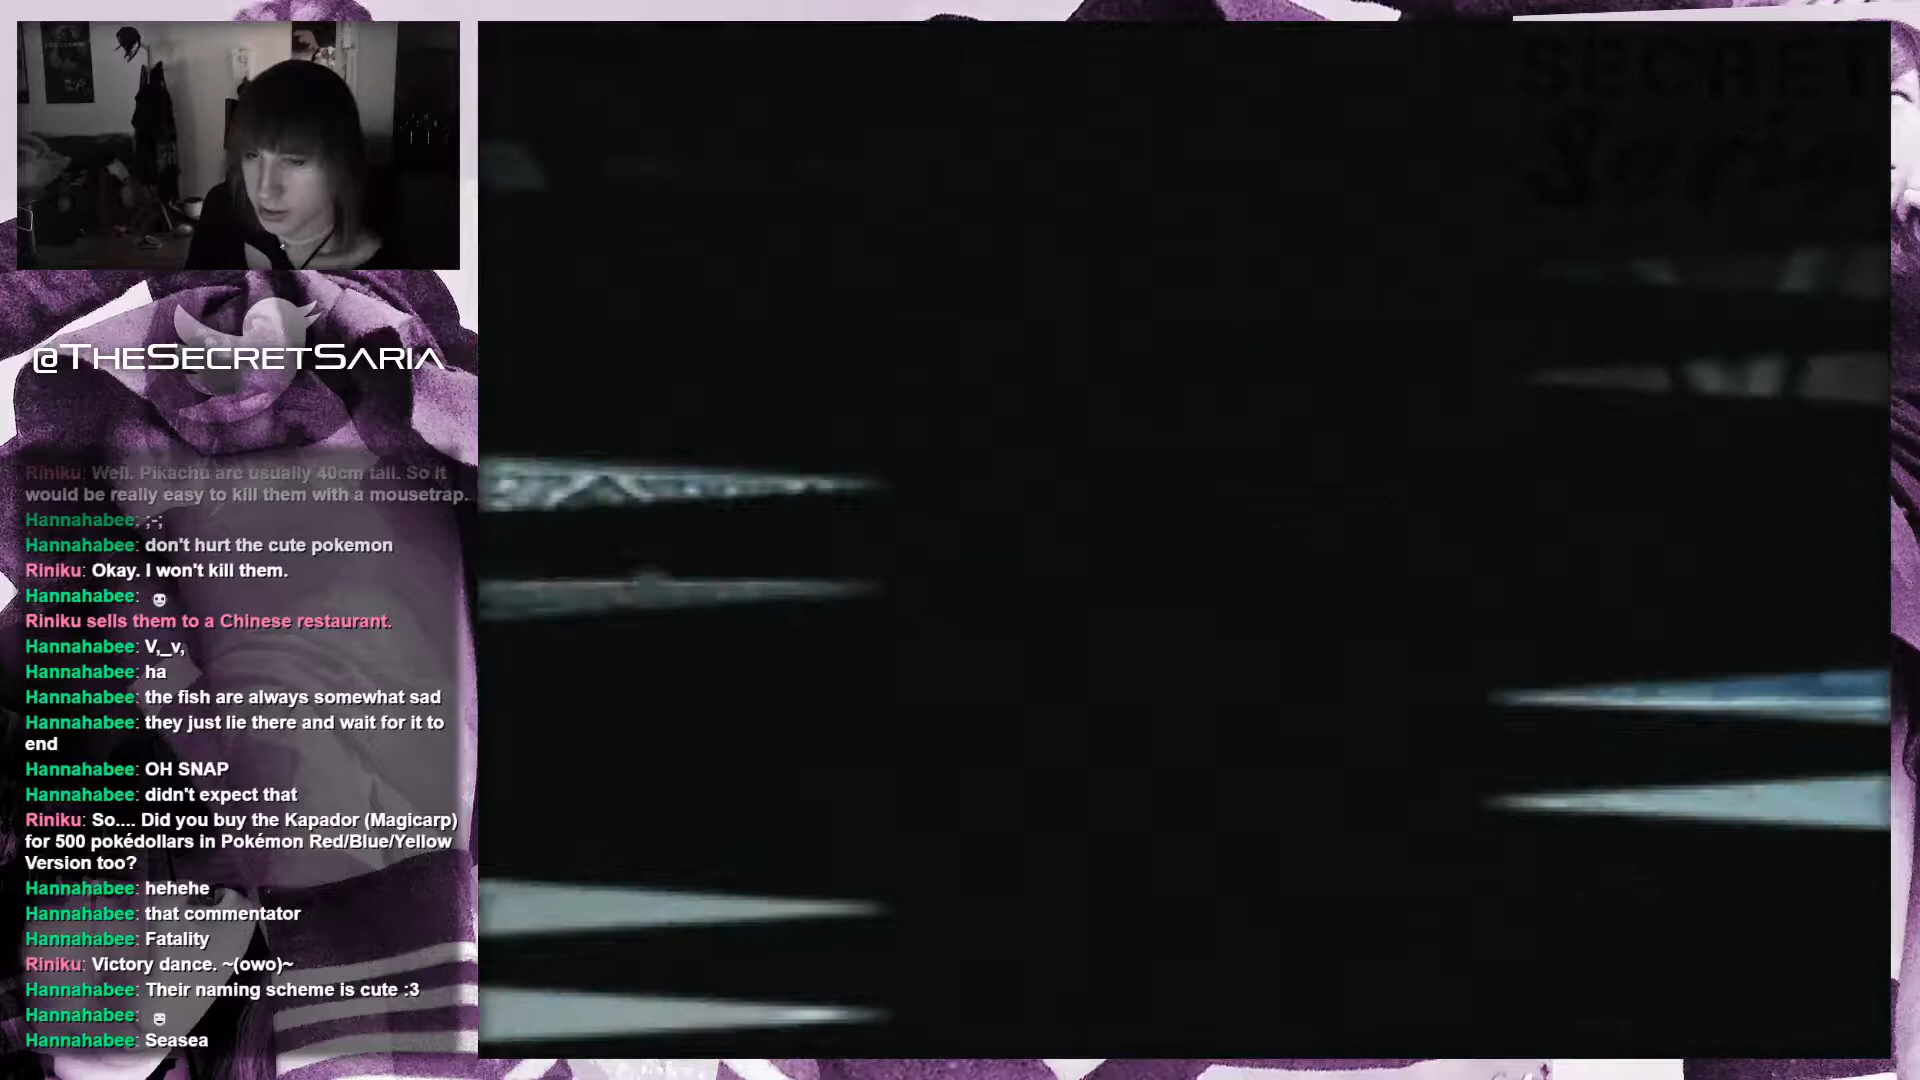 SECRET
Saria
@THESECRETSARIA
Riniku: Well. Pikachu are usually 40cm tall. So it
would be really easy to kill them with a mousetrap..
Hannahabee: ;-;
Hannahabee: don't hurt the cute pokemon
Riniku: Okay. I won't kill them.
Hannahabee:
Riniku sells them to a Chinese restaurant.
Hannahabee: V,_v,
Hannahabee: ha
Hannahabee: the fish are always somewhat sad
Hannahabee: they just lie there and wait for it to
end
Hannahabee: OH SNAP
Hannahabee: didn't expect that
Riniku: So.... Did you buy the Kapador (Magicarp)
for 500 pokédollars in Pokémon Red/Blue/Yellow
Version too?
Hannahabee: hehehe
Hannahabee: that commentator
Hannahabee: Fatality
Riniku: Victory dance. ~(owo)~
Hannahabee: Their naming scheme is cute :3
Hannahabee:
Hannahabee: Seasea